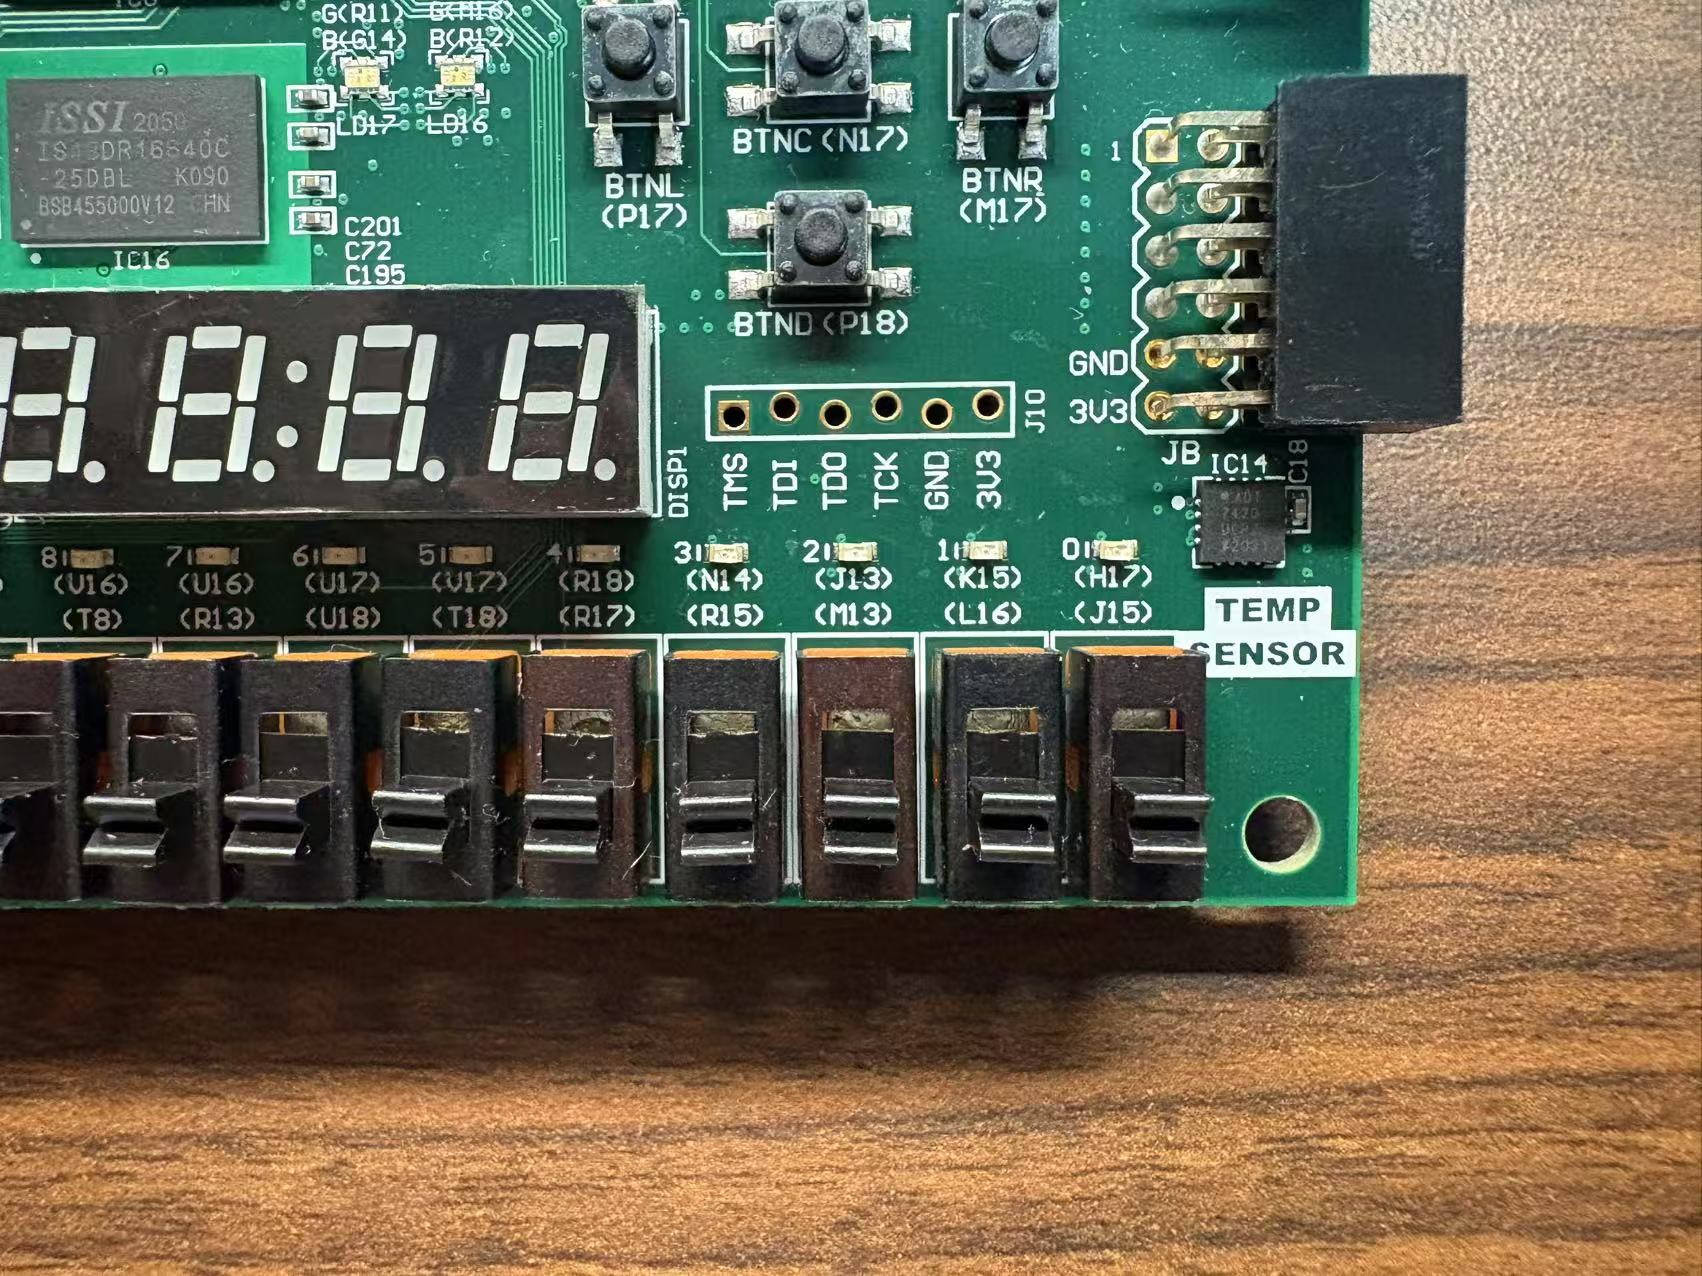 G(R11)
B(G14)
B(R12)
LD17
LD16
ISSI
-25DBL K090
BSB455000V12 CHN
IC16
C201
C72
C195
BTNL
(P17)
BTNC (N17)
BTNR
(M17)
BTND (P18)
1
GND
3V3
JB
IC14
C18
J10
TMS
TDI
TDO
TCK
GND
3V3
DISP1
8 7 6 5 4 3 2 1 0
(V16) (U16) (U17) (V17) (R18) (N14) (J13) (K15) (H17)
(T8) (R13) (U18) (T18) (R17) (R15) (M13) (L16) (J15)
TEMP
SENSOR